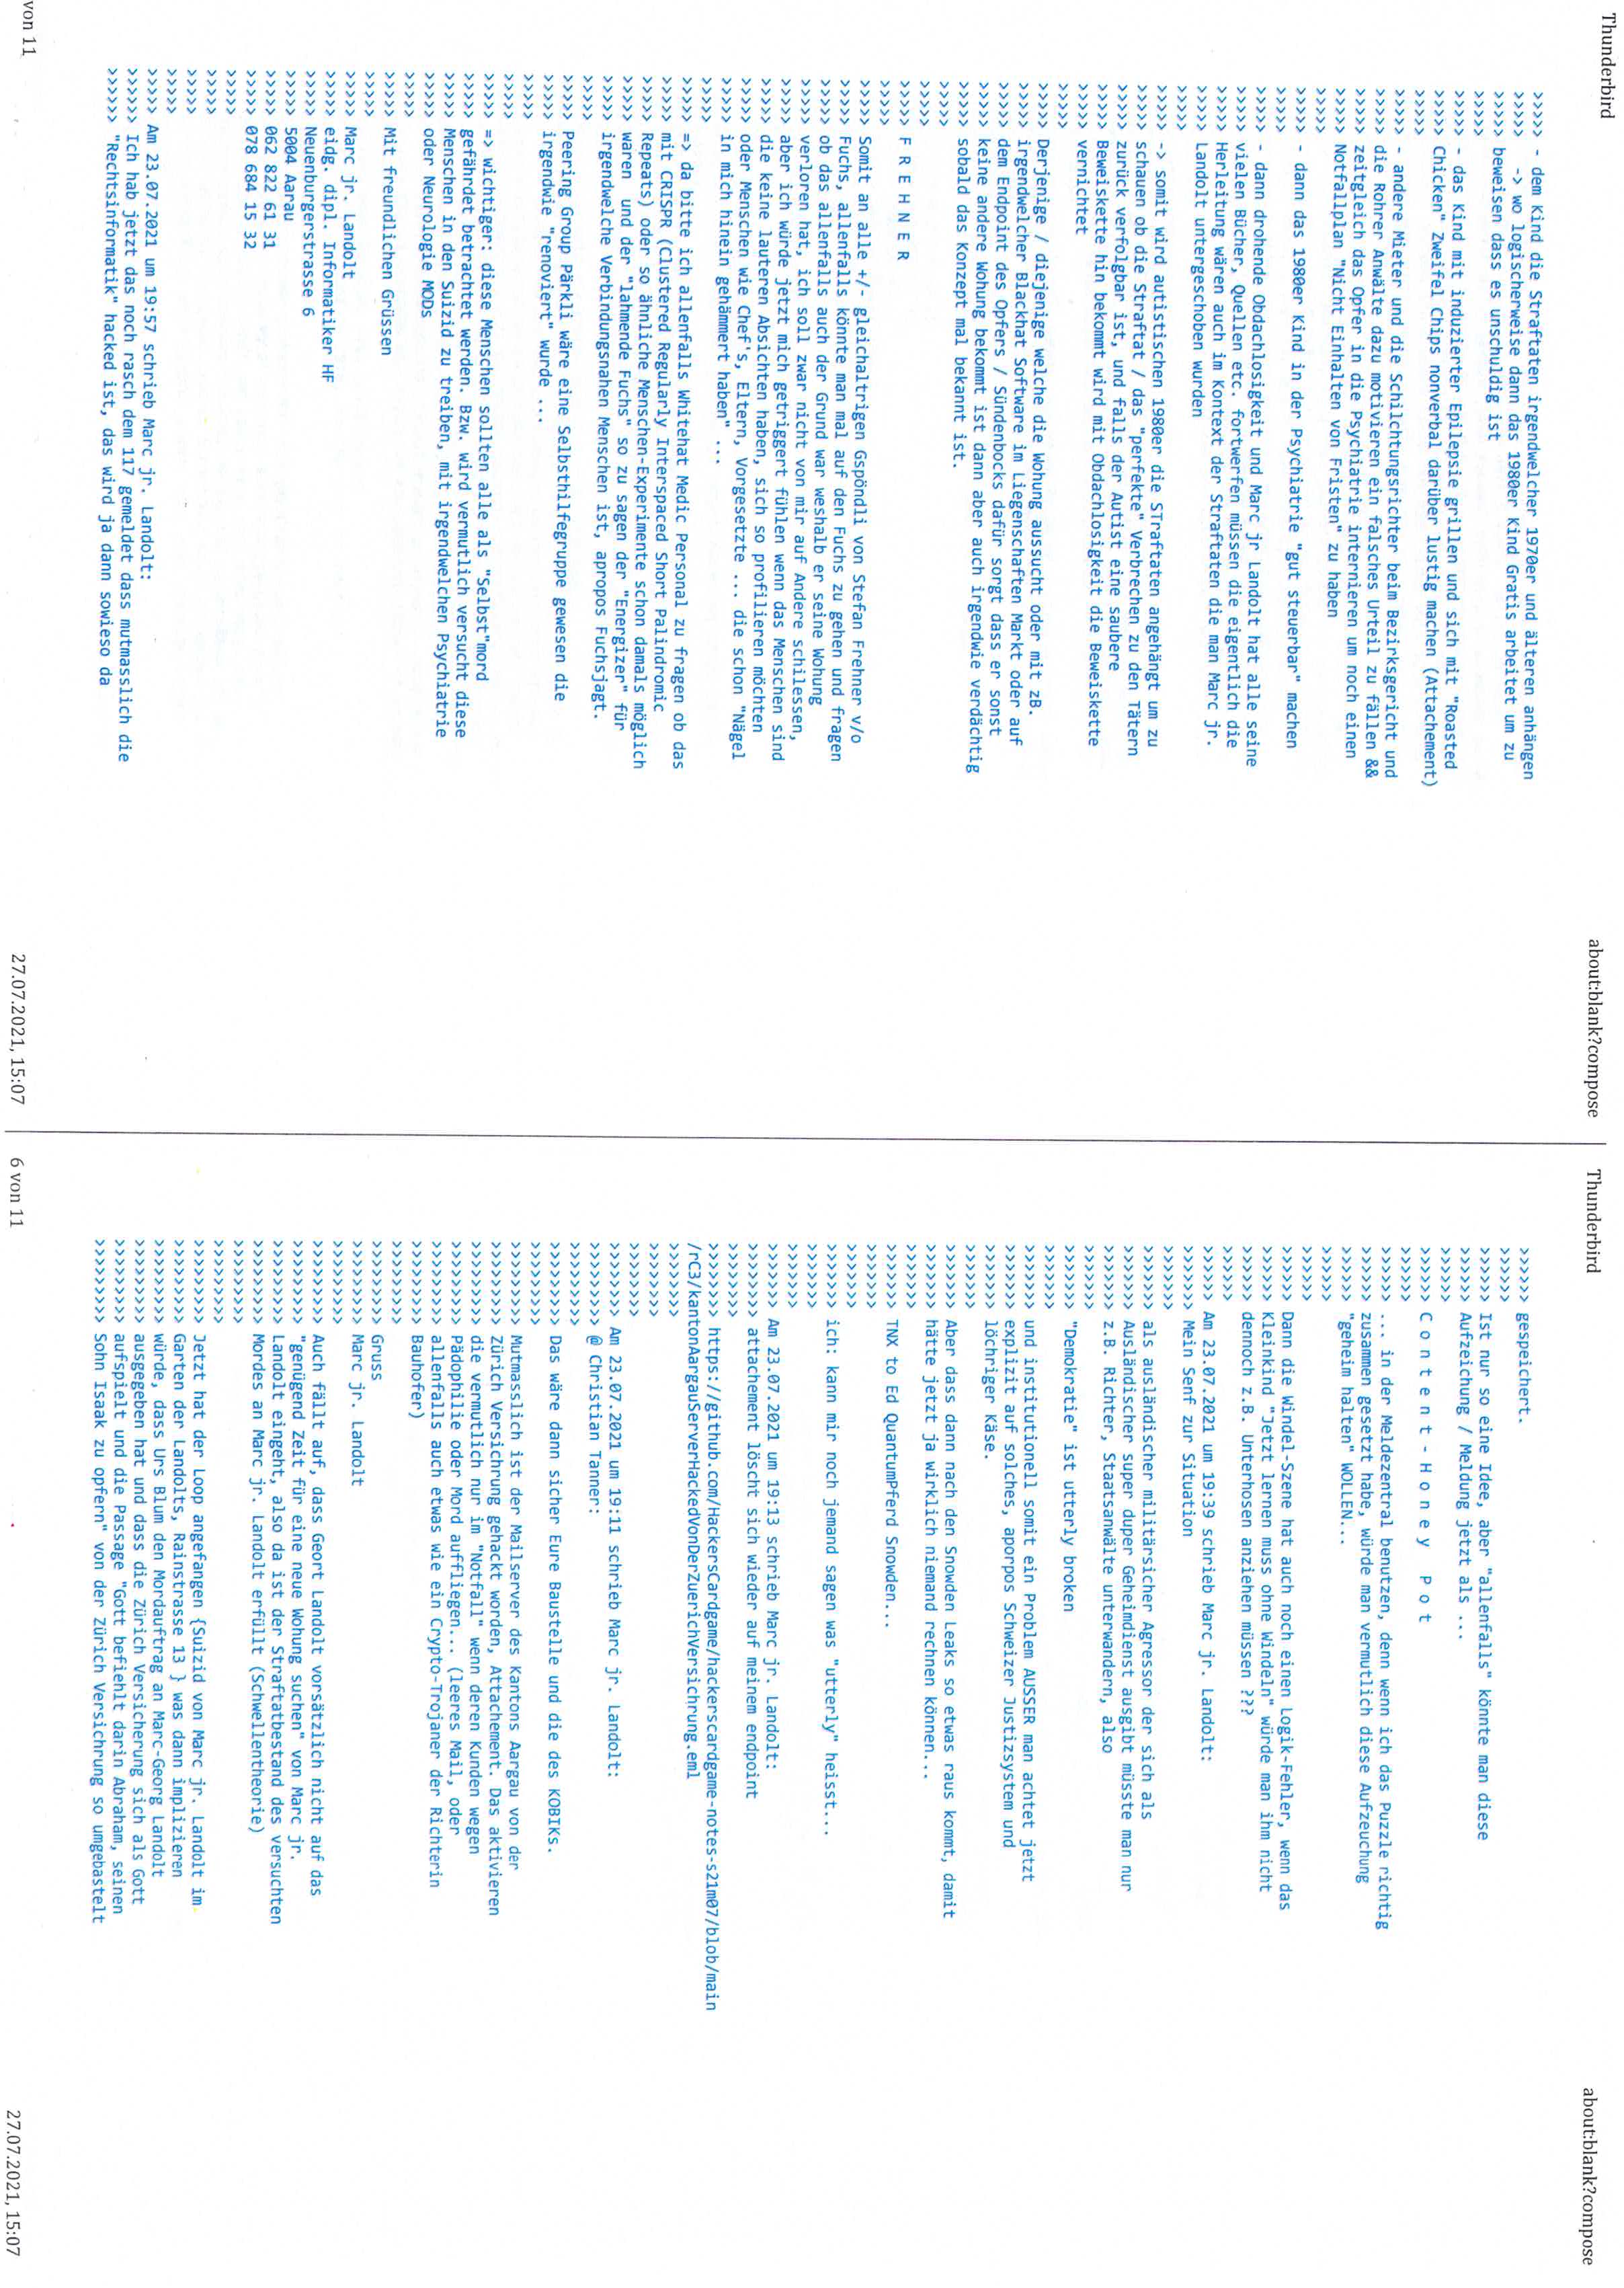 Thunderbird
about:blank?compose
>>>>> - dem Kind die Straftaten irgendwelcher 1970er und älteren anhängen
>>>>> -> wo logischerweise dann das 1980er Kind Gratis arbeitet um zu
>>>>> beweisen dass es unschuldig ist
>>>>>
>>>>> - das Kind mit induzierter Epilepsie grillen und sich mit "Roasted
>>>>> Chicken" Zweifel Chips nonverbal darüber lustig machen (Attachement)
>>>>>
>>>>> - andere Mieter und die Schilchtungsrichter beim Bezirksgericht und
>>>>> die Rohrer Anwälte dazu motivieren ein falsches Urteil zu fällen &&
>>>>> zeitgleich das Opfer in die Psychiatrie internieren um noch einen
>>>>> Notfallplan "Nicht Einhalten von Fristen" zu haben
>>>>>
>>>>> - dann das 1980er Kind in der Psychiatrie "gut steuerbar" machen
>>>>>
>>>>> - dann drohende Obdachlosigkeit und Marc jr Landolt hat alle seine
>>>>> vielen Bücher, Quellen etc. fortwerfen müssen die eigentlich die
>>>>> Herleitung wären auch im Kontext der Straftaten die man Marc jr.
>>>>> Landolt untergeschoben wurden
>>>>>
>>>>> -> somit wird autistischen 1980er die STraftaten angehängt um zu
>>>>> schauen ob die Straftat / das "perfekte" Verbrechen zu den Tätern
>>>>> zurück verfolgbar ist, und falls der Autist eine saubere
>>>>> Beweiskette hin bekommt wird mit Obdachlosigkeit die Beweiskette
>>>>> vernichtet
>>>>>
>>>>> Derjenige / diejenige welche die Wohung aussucht oder mit zB.
>>>>> irgendwelcher Blackhat Software im Liegenschaften Markt oder auf
>>>>> dem Endpoint des Opfers / Sündenbocks dafür sorgt dass er sonst
>>>>> keine andere Wohung bekommt ist dann aber auch irgendwie verdächtig
>>>>> sobald das Konzept mal bekannt ist.
>>>>>
>>>>>
>>>>> F R E H N E R
>>>>>
>>>>> Somit an alle +/- gleichaltrigen Gspöndli von Stefan Frehner v/o
>>>>> Fuchs, allenfalls könnte man mal auf den Fuchs zu gehen und fragen
>>>>> ob das allenfalls auch der Grund war weshalb er seine Wohung
>>>>> verloren hat, ich soll zwar nicht von mir auf Andere schilessen,
>>>>> aber ich würde jetzt mich getriggert fühlen wenn das Menschen sind
>>>>> die keine lauteren Absichten haben, sich so profilieren möchten
>>>>> oder Menschen wie Chef's, Eltern, Vorgesetzte ... die schon "Nägel
>>>>> in mich hinein gehämmert haben" ...
>>>>>
>>>>> => da bitte ich allenfalls Whitehat Medic Personal zu fragen ob das
>>>>> mit CRISPR (Clustered Regularly Interspaced Short Palindromic
>>>>> Repeats) oder so ähnliche Menschen-Experimente schon damals möglich
>>>>> waren  und der "lahmende Fuchs" so zu sagen der "Energizer" für
>>>>> irgendwelche Verbindungsnahen Menschen ist, apropos Fuchsjagt.
>>>>>
>>>>> Peering Group Pärkli wäre eine Selbsthilfegruppe gewesen die
>>>>> irgendwie "renoviert" wurde ...
>>>>>
>>>>>
>>>>> => wichtiger: diese Menschen sollten alle als "Selbst"mord
>>>>> gefährdet betrachtet werden. Bzw. wird vermutlich versucht diese
>>>>> Menschen in den Suizid zu treiben, mit irgendwelchen Psychiatrie
>>>>> oder Neurologie MODs
>>>>>
>>>>> Mit freundlichen Grüssen
>>>>>
>>>>> Marc jr. Landolt
>>>>> eidg. dipl. Informatiker HF
>>>>> Neuenburgerstrasse 6
>>>>> 5004 Aarau
>>>>> 062 822 61 31
>>>>> 078 684 15 32
>>>>>
>>>>>
>>>>>
>>>>>
>>>>> Am 23.07.2021 um 19:57 schrieb Marc jr. Landolt:
>>>>>> Ich hab jetzt das noch rasch dem 117 gemeldet dass mutmasslich die
>>>>>> "Rechtsinformatik" hacked ist, das wird ja dann sowieso da
von 11
27.07.2021, 15:07
Thunderbird
about:blank?compose
>>>>>> gespeichert.
>>>>>>
>>>>>> Ist nur so eine Idee, aber "allenfalls" könnte man diese
>>>>>> Aufzeichung / Meldung jetzt als ...
>>>>>>
>>>>>> C o n t e n t - H o n e y  P o t
>>>>>>
>>>>>> ... in der Meldezentral benutzen, denn wenn ich das Puzzle richtig
>>>>>> zusammen gesetzt habe, würde man vermutlich diese Aufzeuchung
>>>>>> "geheim halten" WOLLEN...
>>>>>>
>>>>>>
>>>>>> Dann die Windel-Szene hat auch noch einen Logik-Fehler, wenn das
>>>>>> Kleinkind "Jetzt lernen muss ohne Windeln" würde man ihm nicht
>>>>>> dennoch z.B. Unterhosen anziehen müssen ???
>>>>>>
>>>>>> Am 23.07.2021 um 19:39 schrieb Marc jr. Landolt:
>>>>>>> Mein Senf zur Situation
>>>>>>>
>>>>>>> als ausländischer militärsicher Agressor der sich als
>>>>>>> Ausländischer super duper Geheimdienst ausgibt müsste man nur
>>>>>>> z.B. Richter, Staatsanwälte unterwandern, also
>>>>>>>
>>>>>>> "Demokratie" ist utterly broken
>>>>>>>
>>>>>>> und institutionell somit ein Problem AUSSER man achtet jetzt
>>>>>>> explizit auf solches, aporpos Schweizer Justizsystem und
>>>>>>> löchriger Käse.
>>>>>>>
>>>>>>> Aber dass dann nach den Snowden Leaks so etwas raus kommt, damit
>>>>>>> hätte jetzt ja wirklich niemand rechnen können...
>>>>>>>
>>>>>>> TNX to Ed QuantumPferd Snowden...
>>>>>>>
>>>>>>>
>>>>>>> ich: kann mir noch jemand sagen was "utterly" heisst...
>>>>>>>
>>>>>>>
>>>>>>> Am 23.07.2021 um 19:13 schrieb Marc jr. Landolt:
>>>>>>>> attachement löscht sich wieder auf meinem endpoint
>>>>>>>>
>>>>>>>> https://github.com/HackersCardgame/hackerscardgame-notes-s21m07/blob/main
/rC3/kantonAargauServerHackedVonDerZuerichVersichrung.eml
>>>>>>>>
>>>>>>>>
>>>>>>>>
>>>>>>>> Am 23.07.2021 um 19:11 schrieb Marc jr. Landolt:
>>>>>>>>> @ Christian Tanner:
>>>>>>>>>
>>>>>>>>> Das wäre dann sicher Eure Baustelle und die des KOBIKs.
>>>>>>>>>
>>>>>>>>> Mutmasslich ist der Mailserver des Kantons Aargau von der
>>>>>>>>> Zürich Versichrung gehackt worden, Attachement. Das aktivieren
>>>>>>>>> die vermutlich nur im "Notfall" wenn deren Kunden wegen
>>>>>>>>> Pädophilie oder Mord auffliegen... (leeres Mail, oder
>>>>>>>>> allenfalls auch etwas wie ein Crypto-Trojaner der Richterin
>>>>>>>>> Bauhofer)
>>>>>>>>>
>>>>>>>>> Gruss
>>>>>>>>> Marc jr. Landolt
>>>>>>>>>
>>>>>>>>> Auch fällt auf, dass Geort Landolt vorsätzlich nicht auf das
>>>>>>>>> "genügend Zeit für eine neue Wohung suchen" von Marc jr.
>>>>>>>>> Landolt eingeht, also da ist der Straftatbestand des versuchten
>>>>>>>>> Mordes an Marc jr. Landolt erfüllt (Schwellentheorie)
>>>>>>>>>
>>>>>>>>>
>>>>>>>>> Jetzt hat der Loop angefangen {Suizid von Marc jr. Landolt im
>>>>>>>>> Garten der Landolts, Rainstrasse 13 } was dann implizieren
>>>>>>>>> würde, dass Urs Blum den Mordauftrag an Marc-Georg Landolt
>>>>>>>>> ausgegeben hat und dass die Zürich Versicherung sich als Gott
>>>>>>>>> aufspielt und die Passage "Gott befiehlt darin Abraham, seinen
>>>>>>>>> Sohn Isaak zu opfern" von der Zürich Versichrung so umgebastelt
6 von 11
27.07.2021, 15:07